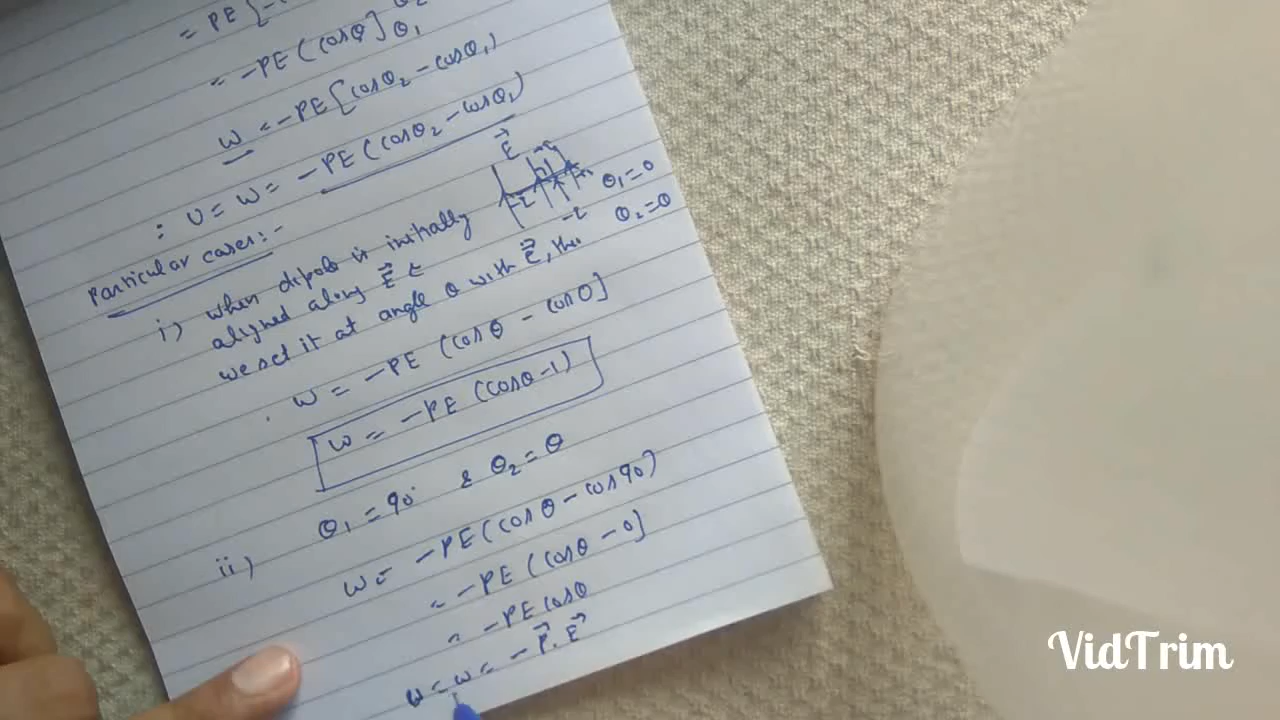 = PE [-
= -PE (cosθ] θ₁
W = -PE [cosθ₂ - cosθ₁)
: U = W = -PE (cosθ₂ - cosθ₁)
Particular cases:-
i) when dipole is initially
aligned along E⃗ &
we set it at angle θ with E⃗, then
E⃗
θ₁ = 0
θ₂ = θ
W = -PE (cosθ - cos0]
W = -PE (cosθ - 1)
ii) θ₁ = 90° & θ₂ = θ
W = -PE (cosθ - cos90)
= -PE (cosθ - 0]
= -PE cosθ
U = W = -P⃗.E⃗
VidTrim